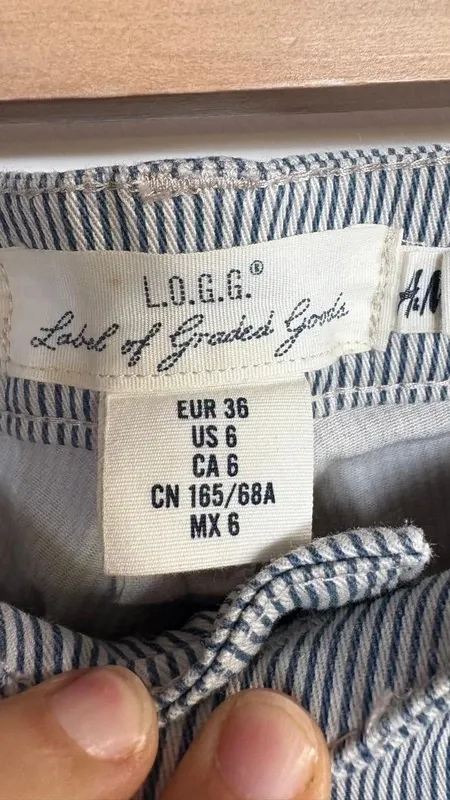 L.O.G.G.®
Label of Graded Goods
H&M
EUR 36
US 6
CA 6
CN 165/68A
MX 6